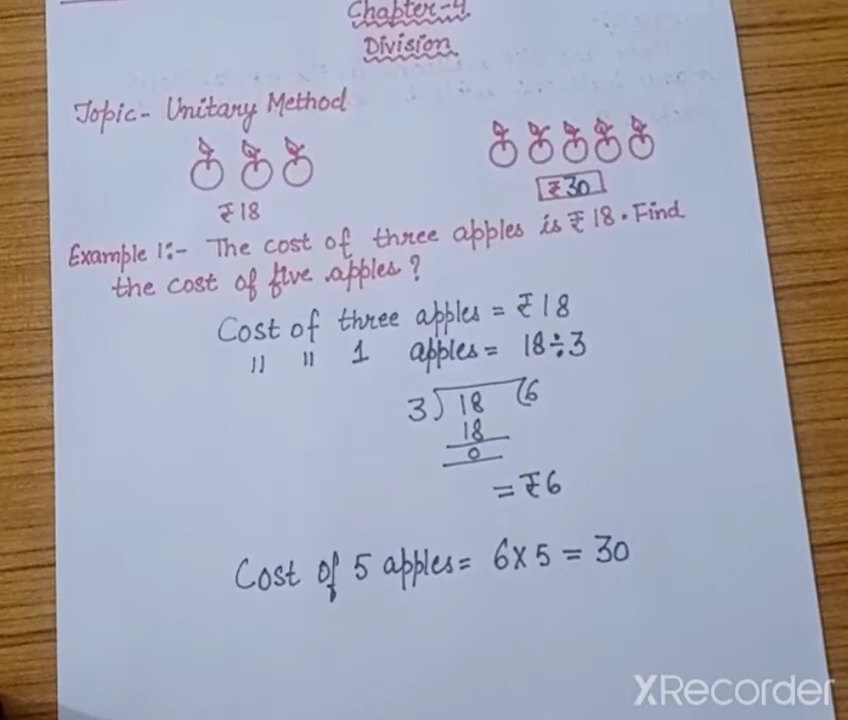 Chapter-4
Division
Topic- Unitary Method
₹18
₹30
Example 1:- The cost of three apples is ₹18. Find
the cost of five apples?
Cost of three apples = ₹18
" " 1 apples = 18÷3
3) 18 (6
18
0
= ₹6
Cost of 5 apples = 6×5 = 30
XRecorder